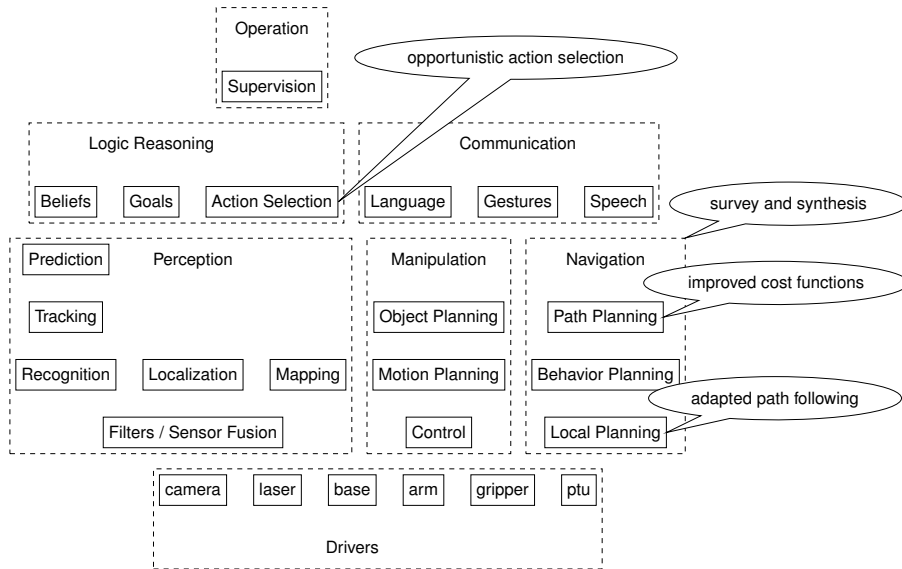 Operation
opportunistic action selection
Supervision
Logic Reasoning
Communication
Beliefs
Goals
Action Selection
Language
Gestures
Speech
survey and synthesis
Prediction
Perception
Manipulation
Navigation
improved cost functions
Tracking
Object Planning
Path Planning
Recognition
Localization
Mapping
Motion Planning
Behavior Planning
adapted path following
Filters / Sensor Fusion
Control
Local Planning
camera
laser
base
arm
gripper
ptu
Drivers